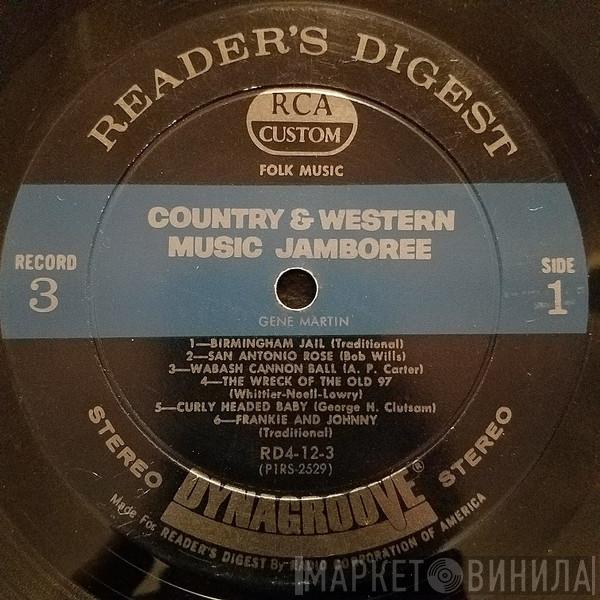 READER'S DIGEST
RCA
CUSTOM
FOLK MUSIC
COUNTRY & WESTERN
MUSIC JAMBOREE
RECORD
3
SIDE
1
GENE MARTIN
1—BIRMINGHAM JAIL (Traditional)
2—SAN ANTONIO ROSE (Bob Wills)
3—WABASH CANNON BALL (A. P. Carter)
4—THE WRECK OF THE OLD 97
(Whittier-Noell-Lowry)
5—CURLY HEADED BABY (George H. Clutsam)
6—FRANKIE AND JOHNNY
(Traditional)
RD4-12-3
(P1RS-2529)
STEREO
STEREO
DYNAGROOVE®
Made For READER'S DIGEST By RADIO CORPORATION OF AMERICA
МАРКЕТ ВИНИЛА